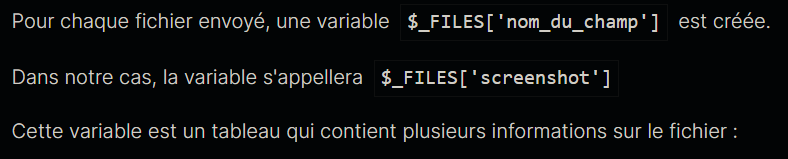 Pour chaque fichier envoyé, une variable $_FILES['nom_du_champ'] est créée.
Dans notre cas, la variable s'appellera $_FILES['screenshot']
Cette variable est un tableau qui contient plusieurs informations sur le fichier :